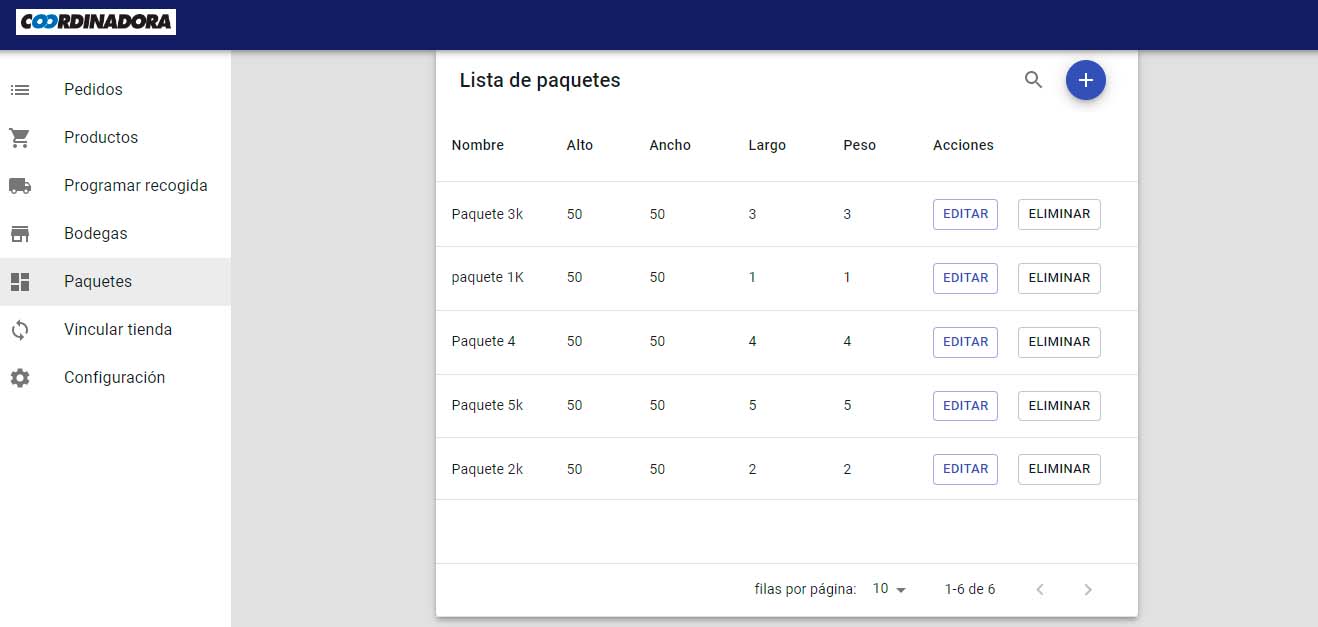 COORDINADORA
Pedidos
Productos
Programar recogida
Bodegas
Paquetes
Vincular tienda
Configuración
Lista de paquetes
Nombre Alto Ancho Largo Peso Acciones
Paquete 3k 50 50 3 3 EDITAR ELIMINAR
paquete 1K 50 50 1 1 EDITAR ELIMINAR
Paquete 4 50 50 4 4 EDITAR ELIMINAR
Paquete 5k 50 50 5 5 EDITAR ELIMINAR
Paquete 2k 50 50 2 2 EDITAR ELIMINAR
filas por página: 10 1-6 de 6